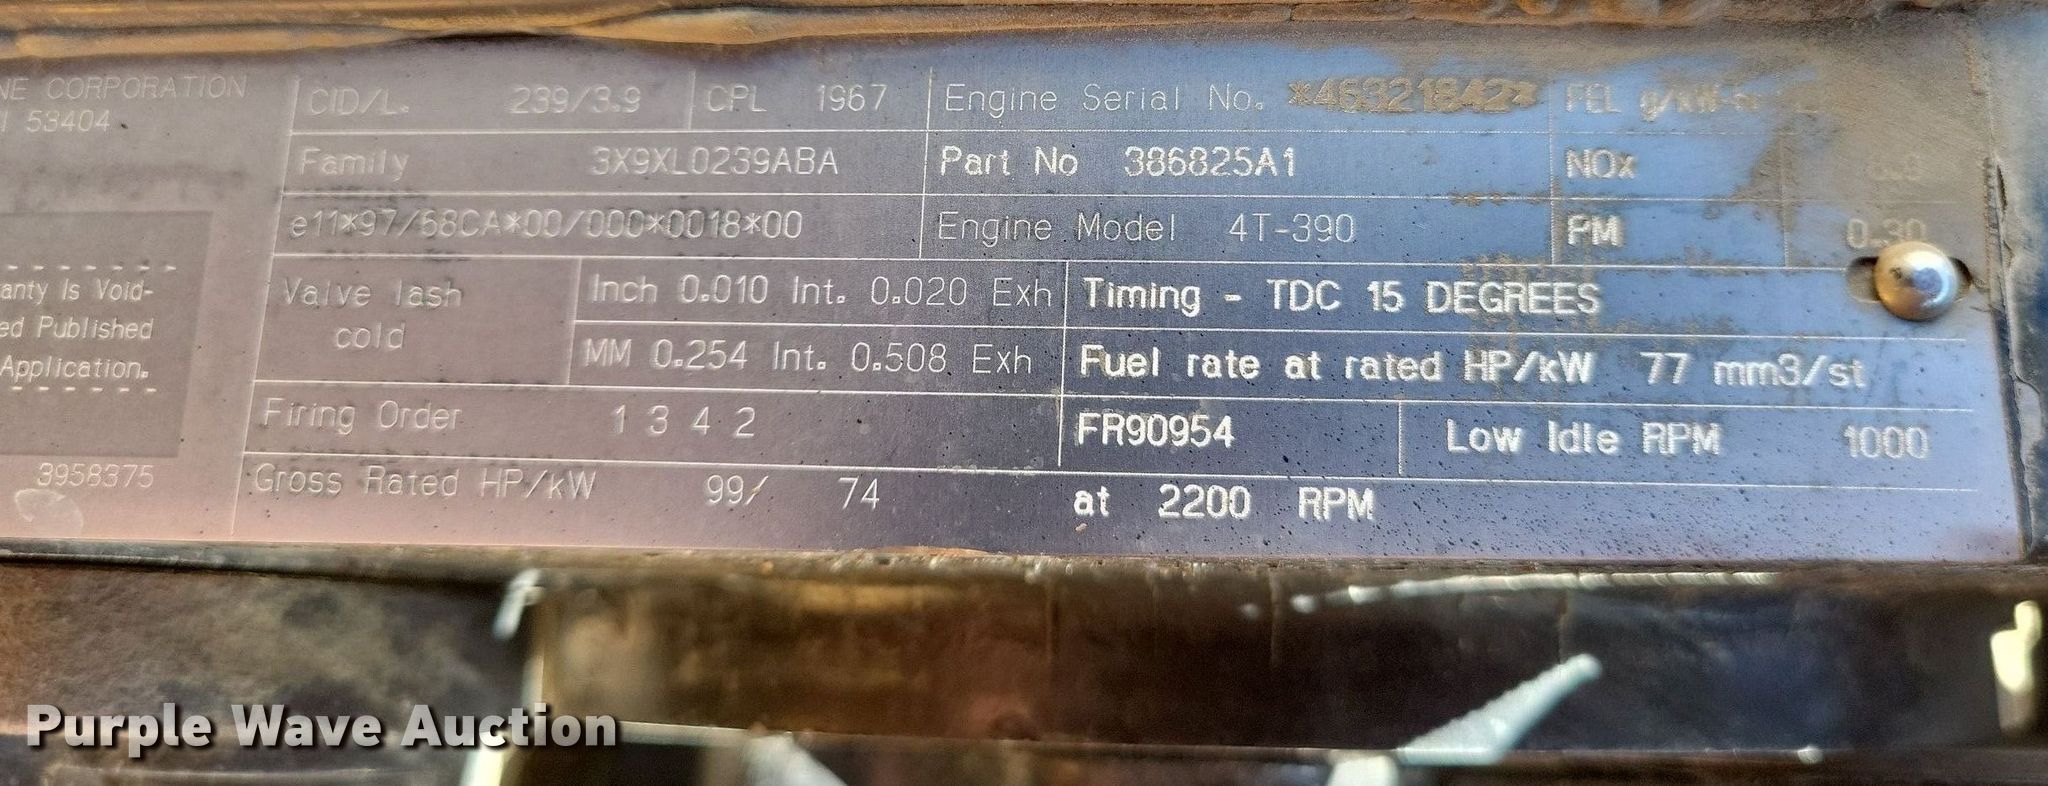 NE CORPORATION
I 53404
CID/L. 239/3.9 CPL 1967 Engine Serial No. *46321842* FEL g/kW-hr
Family 3X9XL0239ABA Part No 386825A1 NOx
e11*97/68CA*00/000*0018*00 Engine Model 4T-390 PM 0.30
anty Is Void-
ed Published
Application.
3958375
Valve lash
cold
Inch 0.010 Int. 0.020 Exh
MM 0.254 Int. 0.508 Exh
Timing - TDC 15 DEGREES
Fuel rate at rated HP/kW 77 mm3/st
Firing Order 1 3 4 2 FR90954 Low Idle RPM 1000
Gross Rated HP/kW 99/ 74 at 2200 RPM
Purple Wave Auction